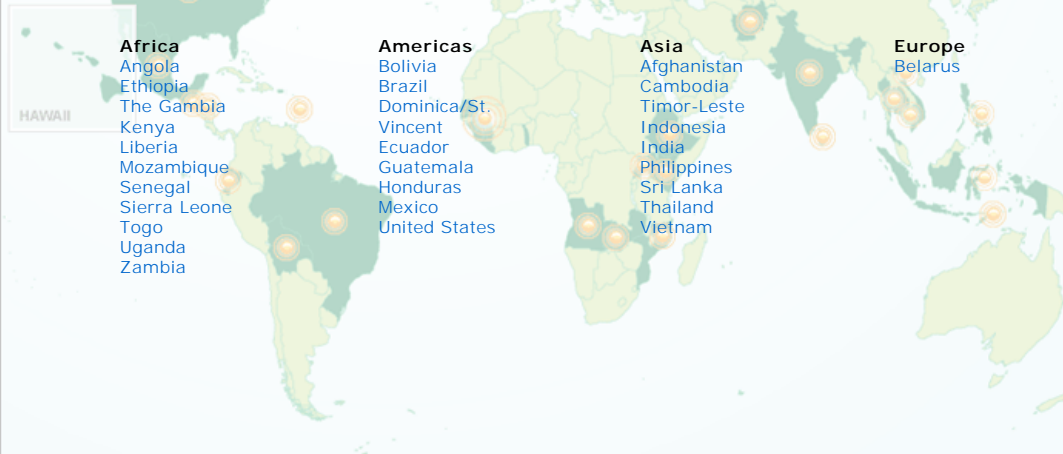 HAWAII
Africa
Angola
Ethiopia
The Gambia
Kenya
Liberia
Mozambique
Senegal
Sierra Leone
Togo
Uganda
Zambia
Americas
Bolivia
Brazil
Dominica/St.
Vincent
Ecuador
Guatemala
Honduras
Mexico
United States
Asia
Afghanistan
Cambodia
Timor-Leste
Indonesia
India
Philippines
Sri Lanka
Thailand
Vietnam
Europe
Belarus